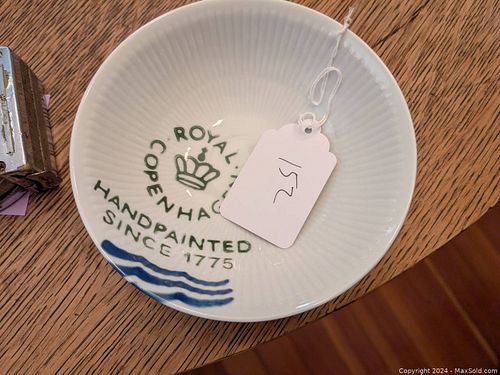 ROYAL
COPENHAG
HANDPAINTED
SINCE 1775
152
Copyright 2024 - MaxSold.com